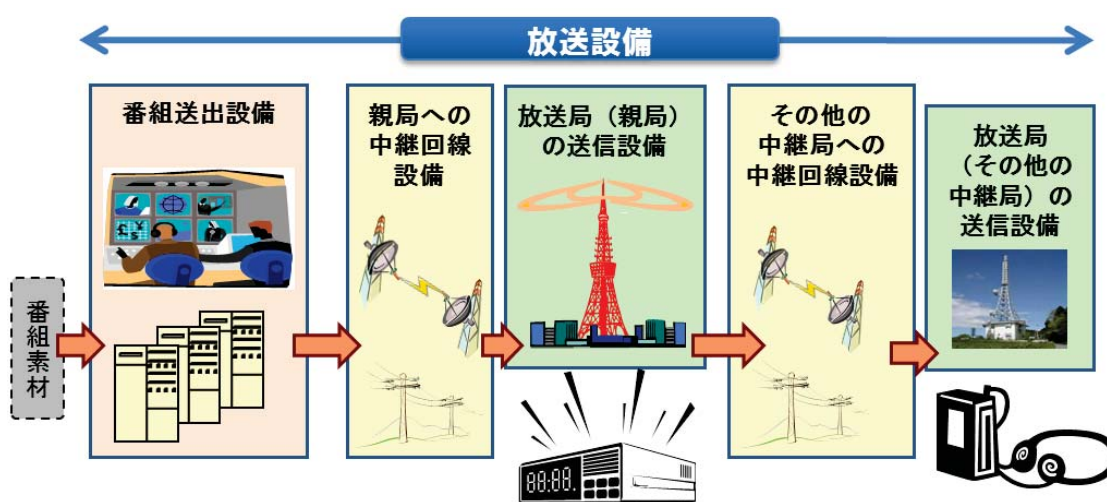 放送設備
番組素材
番組送出設備
親局への
中継回線
設備
放送局（親局）
の送信設備
その他の
中継局への
中継回線設備
放送局
（その他の
中継局）の
送信設備
£ ¥
88:88